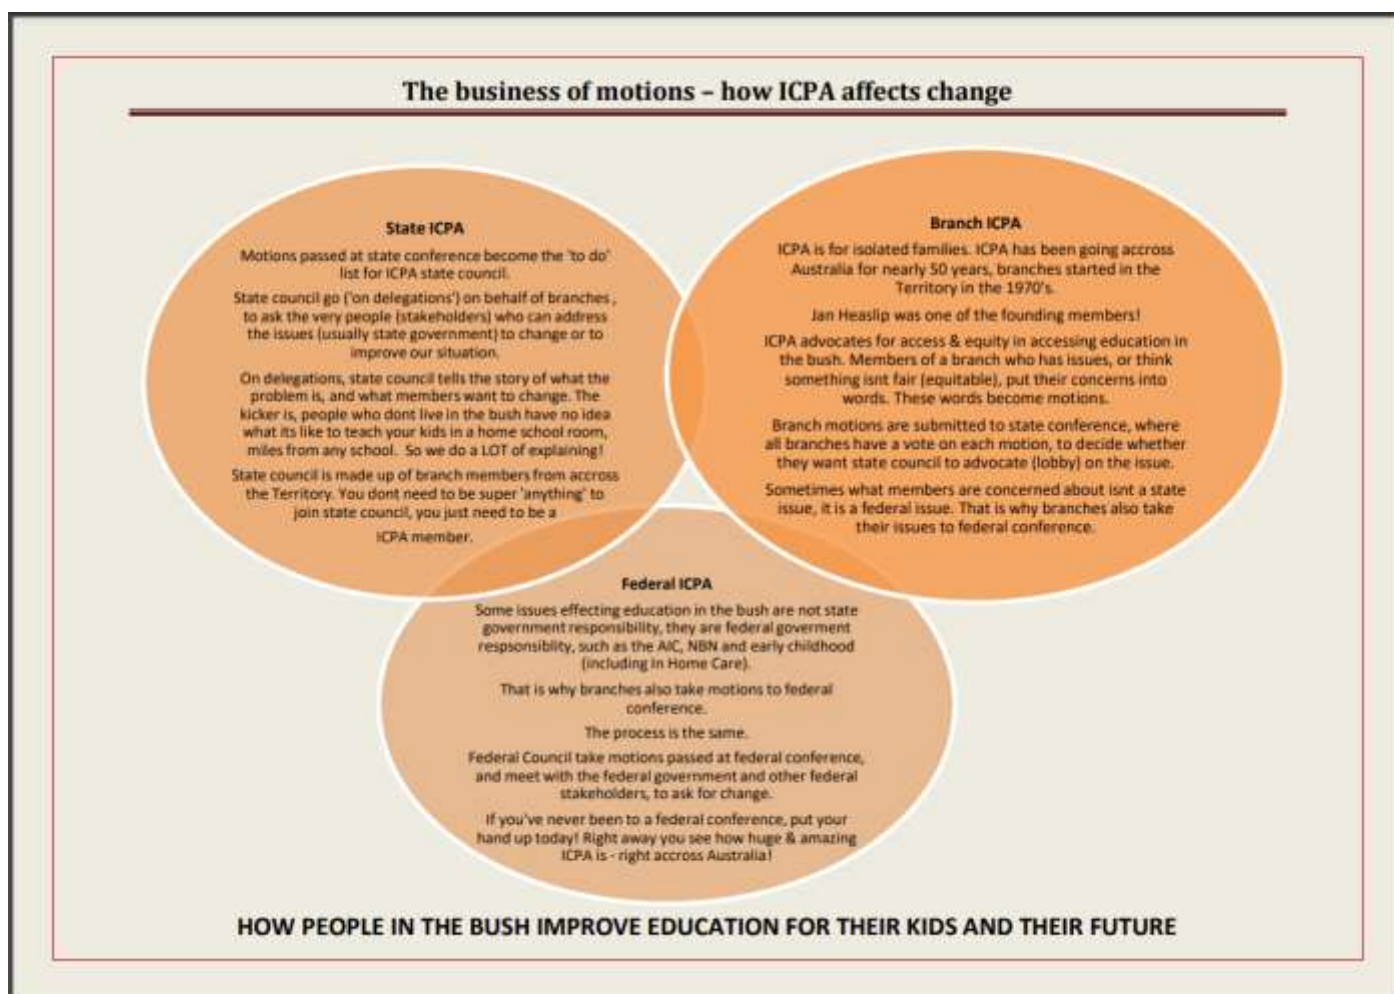 The business of motions – how ICPA affects change
State ICPA
Motions passed at state conference become the 'to do'
list for ICPA state council.
State council go ('on delegations') on behalf of branches ,
to ask the very people (stakeholders) who can address
the issues (usually state government) to change or to
improve our situation.
On delegations, state council tells the story of what the
problem is, and what members want to change. The
kicker is, people who dont live in the bush have no idea
what its like to teach your kids in a home school room,
miles from any school.  So we do a LOT of explaining!
State council is made up of branch members from accross
the Territory. You dont need to be super 'anything' to
join state council, you just need to be a
ICPA member.
Branch ICPA
ICPA is for isolated families. ICPA has been going accross
Australia for nearly 50 years, branches started in the
Territory in the 1970's.
Jan Heaslip was one of the founding members!
ICPA advocates for access & equity in accessing education in
the bush. Members of a branch who has issues, or think
something isnt fair (equitable), put their concerns into
words. These words become motions.
Branch motions are submitted to state conference, where
all branches have a vote on each motion, to decide whether
they want state council to advocate (lobby) on the issue.
Sometimes what members are concerned about isnt a state
issue, it is a federal issue. That is why branches also take
their issues to federal conference.
Federal ICPA
Some issues effecting education in the bush are not state
government responsibility, they are federal goverment
respsonsiblity, such as the AIC, NBN and early childhood
(including In Home Care).
That is why branches also take motions to federal
conference.
The process is the same.
Federal Council take motions passed at federal conference,
and meet with the federal government and other federal
stakeholders, to ask for change.
If you've never been to a federal conference, put your
hand up today! Right away you see how huge & amazing
ICPA is - right accross Australia!
HOW PEOPLE IN THE BUSH IMPROVE EDUCATION FOR THEIR KIDS AND THEIR FUTURE